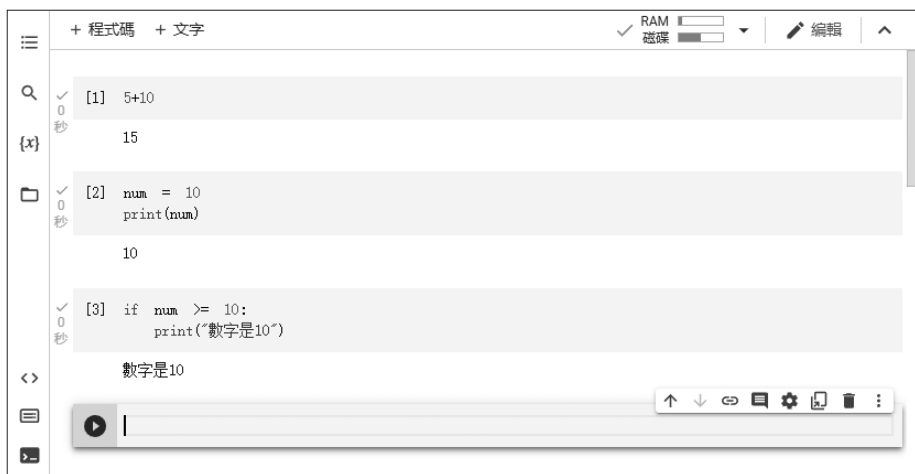 + 程式碼 + 文字
RAM
磁碟
編輯
{x}
0
秒
[1] 5+10
15
0
秒
[2] num = 10
print(num)
10
0
秒
[3] if num >= 10:
print("數字是10")
數字是10